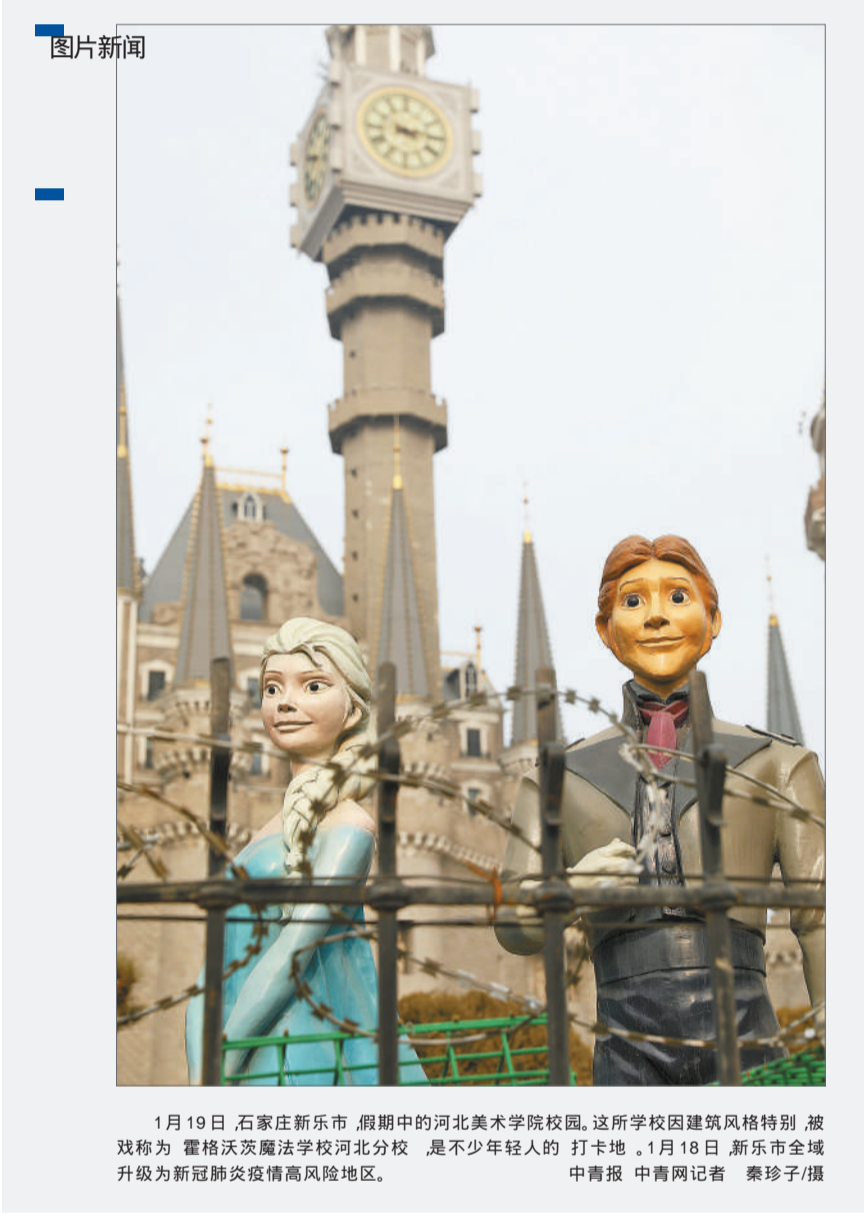 图片新闻
1月19日,石家庄新乐市,假期中的河北美术学院校园。这所学校因建筑风格特别,被
戏称为 霍格沃茨魔法学校河北分校 ,是不少年轻人的 打卡地 。1月18日,新乐市全域
升级为新冠肺炎疫情高风险地区。 中青报 中青网记者 秦珍子/摄